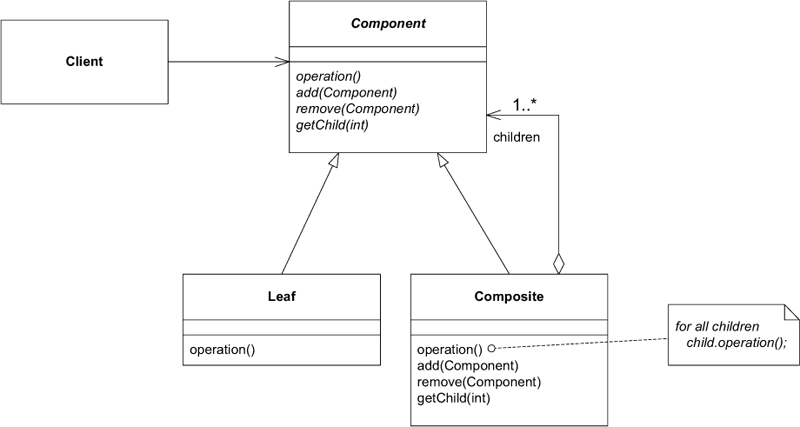 Component
Client
operation()
add(Component)
remove(Component)
getChild(int)
1..*
children
Leaf
operation()
Composite
operation()
add(Component)
remove(Component)
getChild(int)
for all children
child.operation();